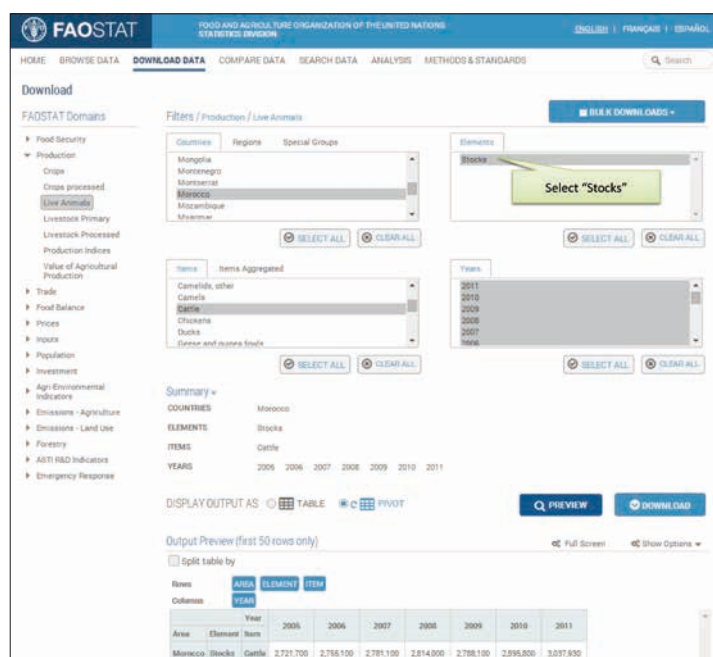 FAOSTAT
FOOD AND AGRICULTURE ORGANIZATION OF THE UNITED NATIONS
STATISTICS DIVISION
ENGLISH | FRANÇAIS | ESPAÑOL
HOME BROWSE DATA DOWNLOAD DATA COMPARE DATA SEARCH DATA ANALYSIS METHODS & STANDARDS Search
Download
FAOSTAT Domains
Food Security
Production
Crops
Crops processed
Live Animals
Livestock Primary
Livestock Processed
Production Indices
Value of Agricultural
Production
Trade
Food Balance
Prices
Inputs
Population
Investment
Agri-Environmental
Indicators
Emissions - Agriculture
Emissions - Land Use
Forestry
ASTI R&D Indicators
Emergency Response
Filters / Production / Live Animals
BULK DOWNLOADS
Countries Regions Special Groups
Mongolia
Montenegro
Montserrat
Morocco
Mozambique
Myanmar
SELECT ALL CLEAR ALL
Elements
Stocks
Select "Stocks"
SELECT ALL CLEAR ALL
Items Items Aggregated
Camelids, other
Camels
Cattle
Chickens
Ducks
Geese and guinea fowls
SELECT ALL CLEAR ALL
Years
2011
2010
2009
2008
2007
2006
SELECT ALL CLEAR ALL
Summary
COUNTRIES Morocco
ELEMENTS Stocks
ITEMS Cattle
YEARS 2006 2007 2008 2009 2010 2011
DISPLAY OUTPUT AS TABLE PIVOT
PREVIEW DOWNLOAD
Output Preview (first 50 rows only)
Full Screen Show Options
Split table by
Rows AREA ELEMENT ITEM
Columns YEAR
Year
2005 2006 2007 2008 2009 2010 2011
Area Element Item
Morocco Stocks Cattle 2,721,700 2,755,100 2,781,100 2,814,000 2,788,100 2,895,800 3,037,930